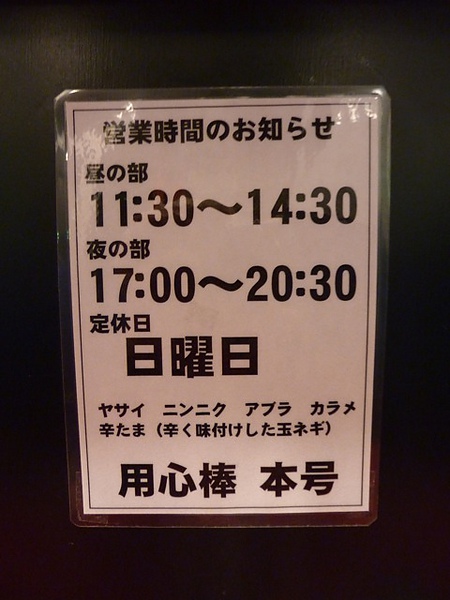 営業時間のお知らせ
昼の部
11:30～14:30
夜の部
17:00～20:30
定休日
日曜日
ヤサイ　ニンニク　アブラ　カラメ
辛たま（辛く味付けした玉ネギ）
用心棒 本号